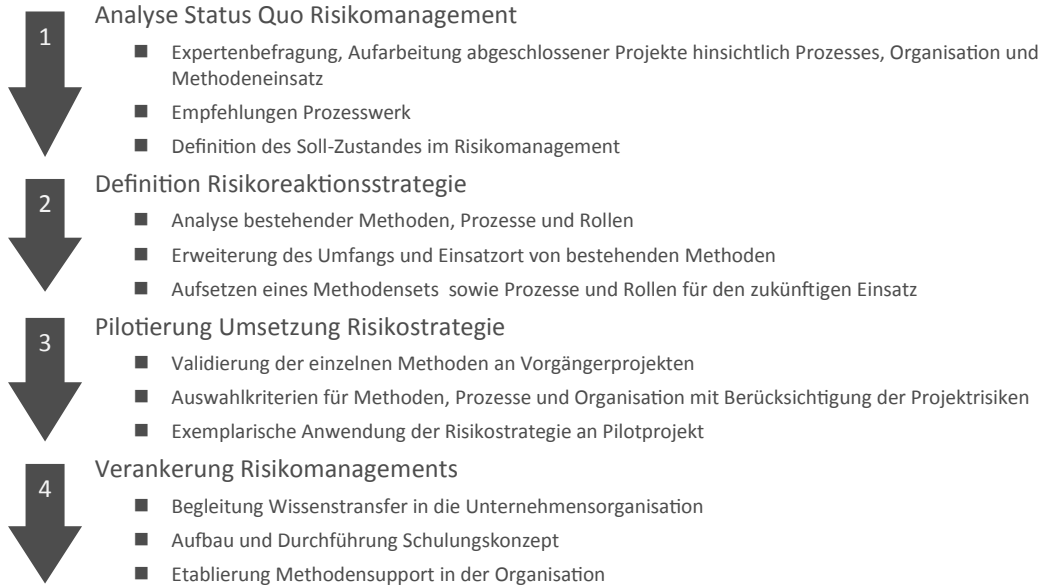 1
Analyse Status Quo Risikomanagement
■ Expertenbefragung, Aufarbeitung abgeschlossener Projekte hinsichtlich Prozesses, Organisation und
Methodeneinsatz
■ Empfehlungen Prozesswerk
■ Definition des Soll-Zustandes im Risikomanagement
2
Definition Risikoreaktionsstrategie
■ Analyse bestehender Methoden, Prozesse und Rollen
■ Erweiterung des Umfangs und Einsatzort von bestehenden Methoden
■ Aufsetzen eines Methodensets sowie Prozesse und Rollen für den zukünftigen Einsatz
3
Pilotierung Umsetzung Risikostrategie
■ Validierung der einzelnen Methoden an Vorgängerprojekten
■ Auswahlkriterien für Methoden, Prozesse und Organisation mit Berücksichtigung der Projektrisiken
■ Exemplarische Anwendung der Risikostrategie an Pilotprojekt
4
Verankerung Risikomanagements
■ Begleitung Wissenstransfer in die Unternehmensorganisation
■ Aufbau und Durchführung Schulungskonzept
■ Etablierung Methodensupport in der Organisation